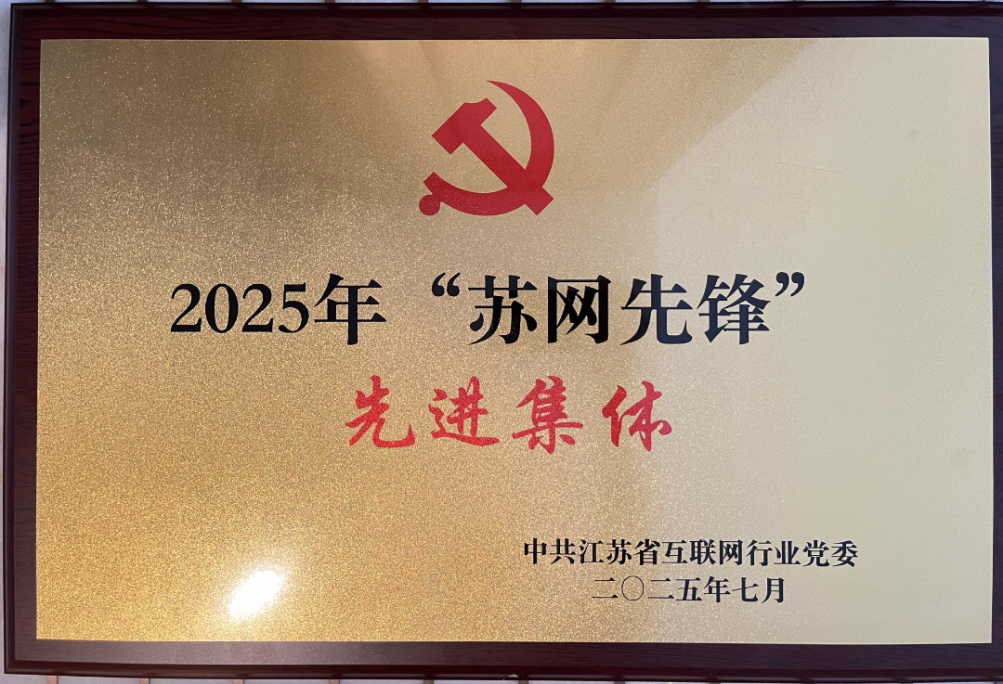 2025年“苏网先锋”
先进集体
中共江苏省互联网行业党委
二〇二五年七月